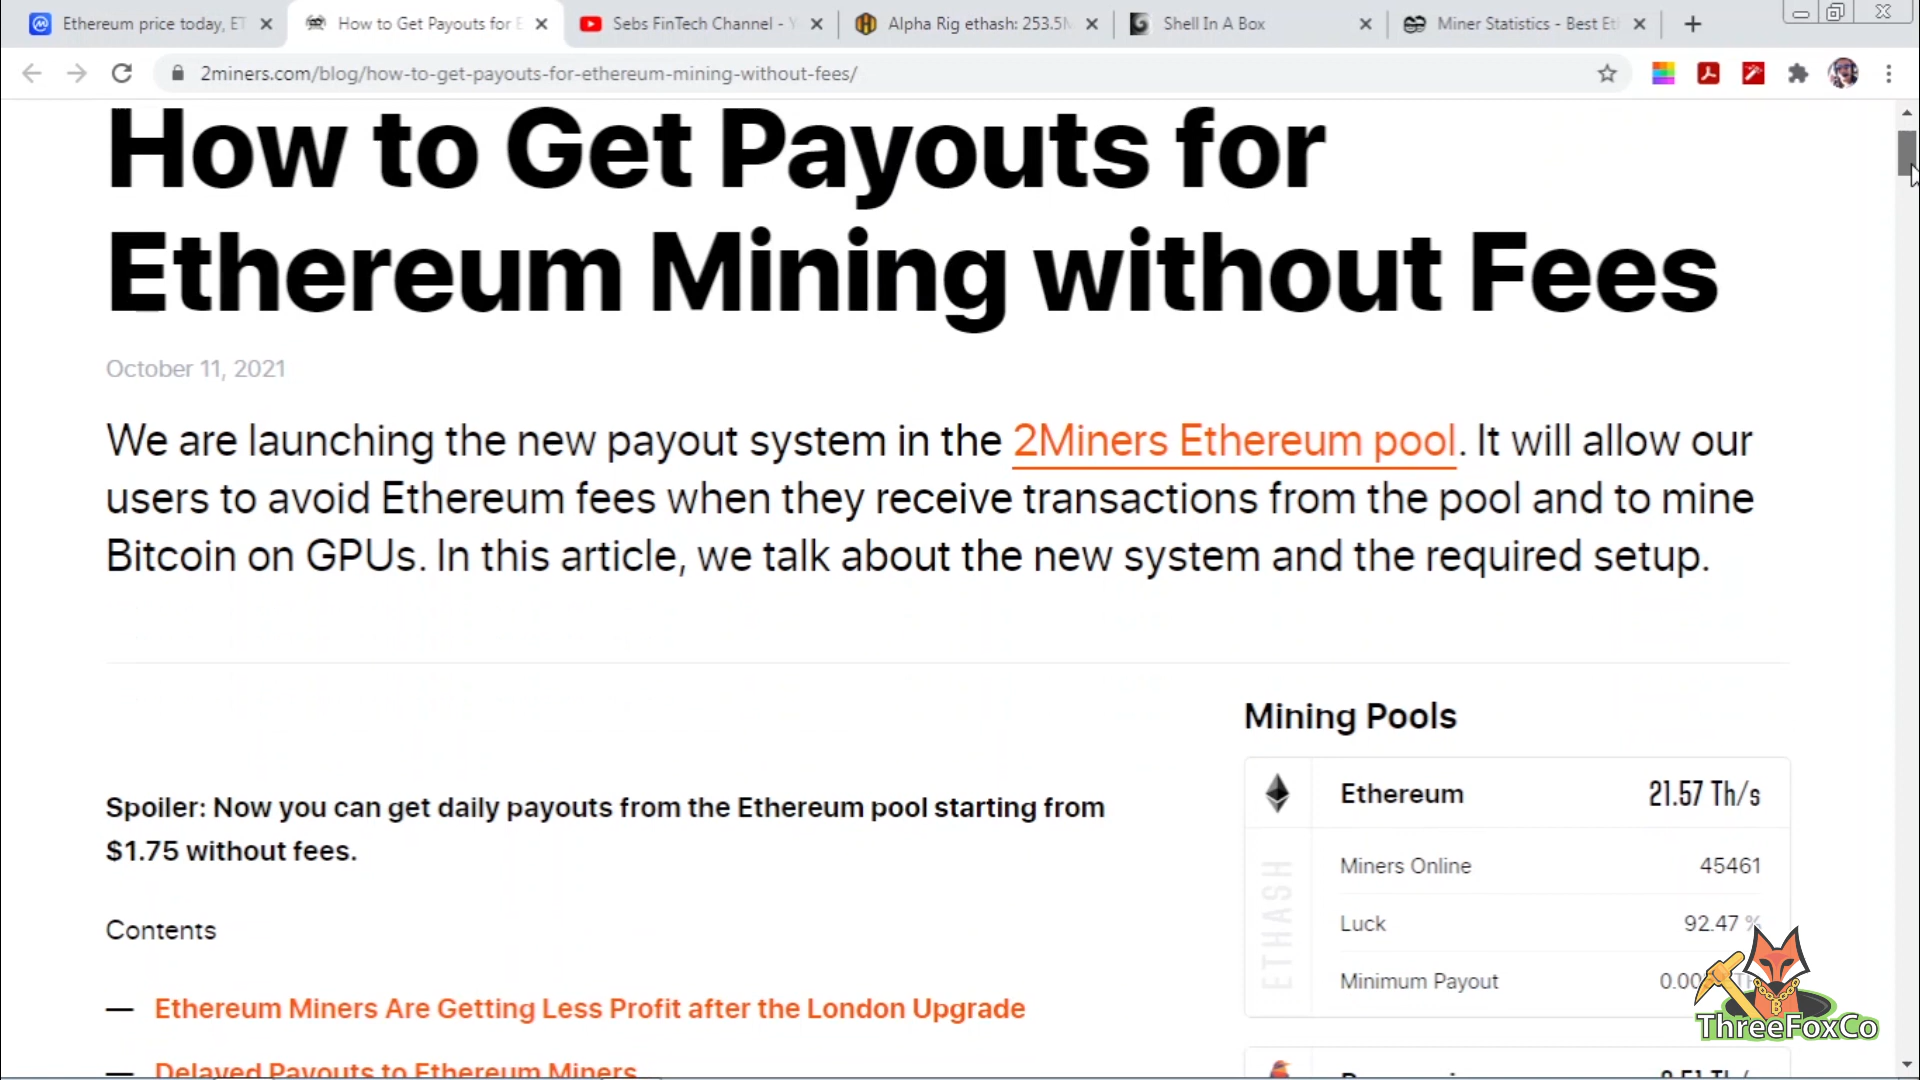 Ethereum price today, ET
How to Get Payouts for E
Sebs FinTech Channel - Y
Alpha Rig ethash: 253.5M
Shell In A Box
Miner Statistics - Best Et
2miners.com/blog/how-to-get-payouts-for-ethereum-mining-without-fees/
How to Get Payouts for
Ethereum Mining without Fees
October 11, 2021
We are launching the new payout system in the 2Miners Ethereum pool. It will allow our
users to avoid Ethereum fees when they receive transactions from the pool and to mine
Bitcoin on GPUs. In this article, we talk about the new system and the required setup.
Spoiler: Now you can get daily payouts from the Ethereum pool starting from
$1.75 without fees.
Contents
— Ethereum Miners Are Getting Less Profit after the London Upgrade
— Delayed Payouts to Ethereum Miners
Mining Pools
Ethereum 21.57 Th/s
ETHASH
Miners Online 45461
Luck 92.47 %
Minimum Payout 0.00
ThreeFoxCo